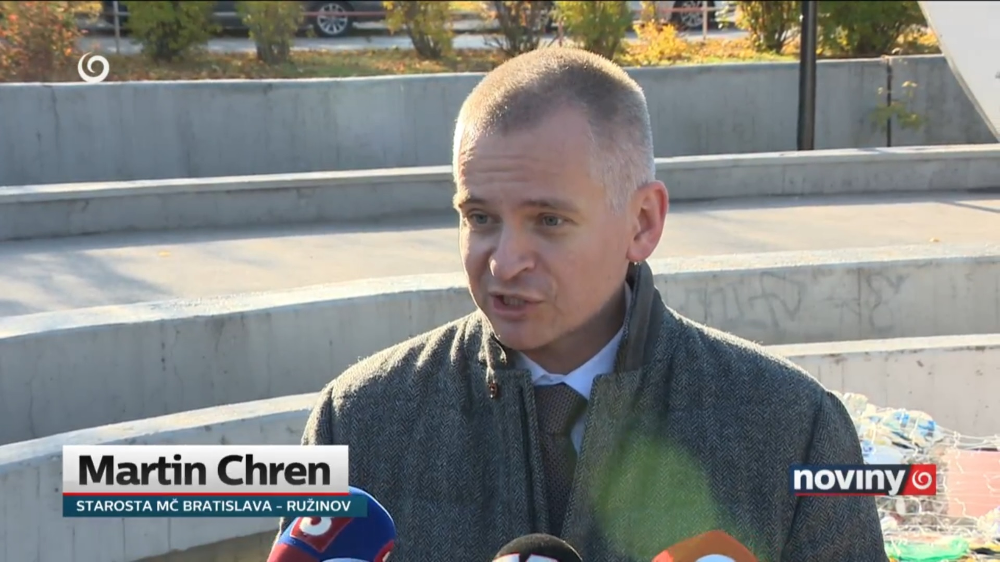 Martin Chren
STAROSTA MČ BRATISLAVA - RUŽINOV
noviny